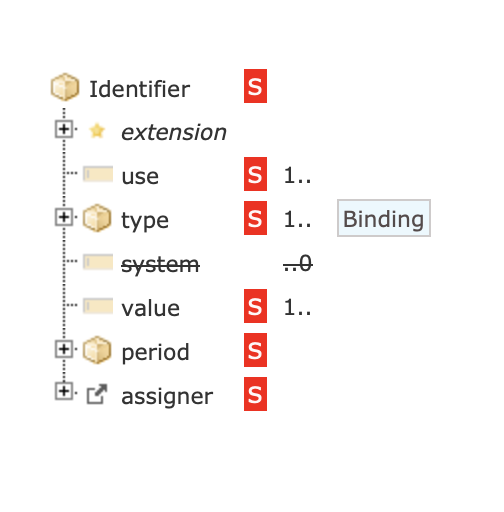 Identifier S
extension
use S 1..
type S 1.. Binding
system ..0
value S 1..
period S
assigner S